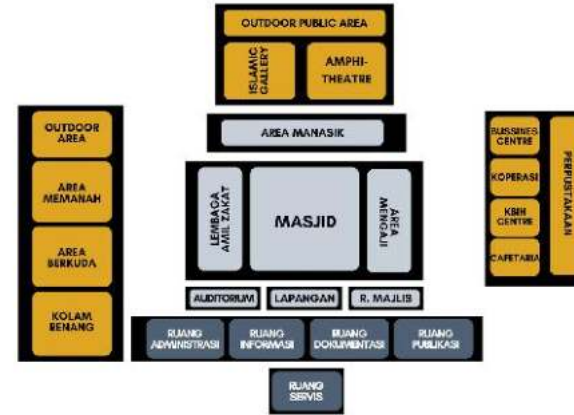 OUTDOOR PUBLIC AREA
ISLAMIC
GALLERY
AMPHI-
THEATRE
AREA MANASIK
OUTDOOR
AREA
AREA
MEMANAH
AREA
BERKUDA
KOLAM
RENANG
LEMBAGA
AMIL ZAKAT
MASJID
AREA
MENGAJI
BUSSINES
CENTRE
KOPERASI
KBIH
CENTRE
CAFETARIA
PERPUSTAKAAN
AUDITORIUM
LAPANGAN
R. MAJLIS
RUANG
ADMINISTRASI
RUANG
INFORMASI
RUANG
DOKUMENTASI
RUANG
PUBLIKASI
RUANG
SERVIS